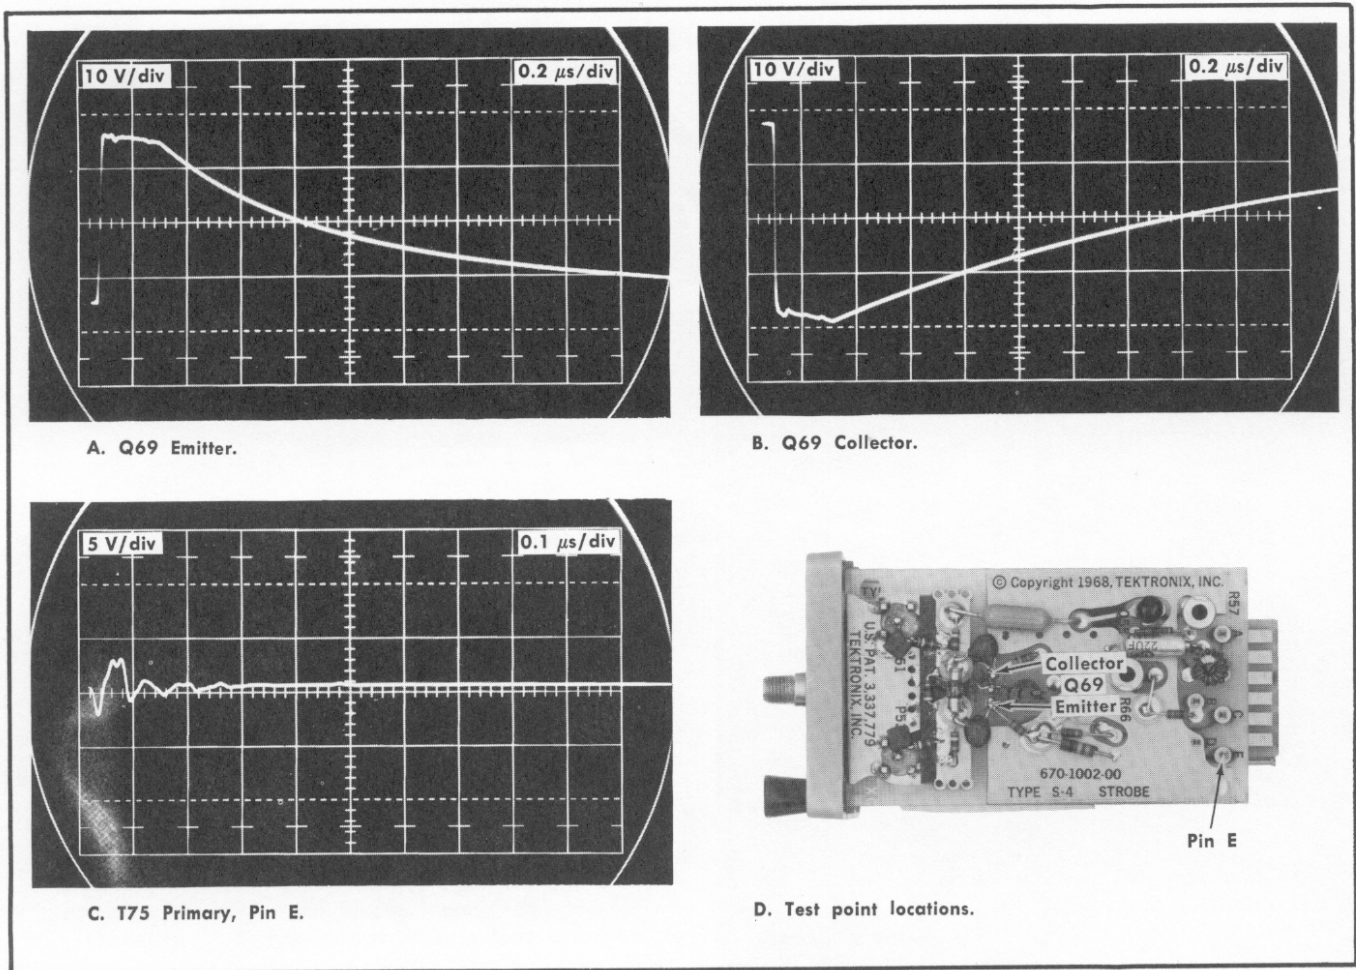 10 V/div
0.2 μs/div
10 V/div
0.2 μs/div
A. Q69 Emitter.
B. Q69 Collector.
5 V/div
0.1 μs/div
© Copyright 1968, TEKTRONIX, INC.
R57
A
U.S. PAT. 3,337,779
TEKTRONIX, INC.
Collector
Q69
Emitter
R66
B
C
D
E
670-1002-00
TYPE S-4 STROBE
Pin E
C. T75 Primary, Pin E.
D. Test point locations.